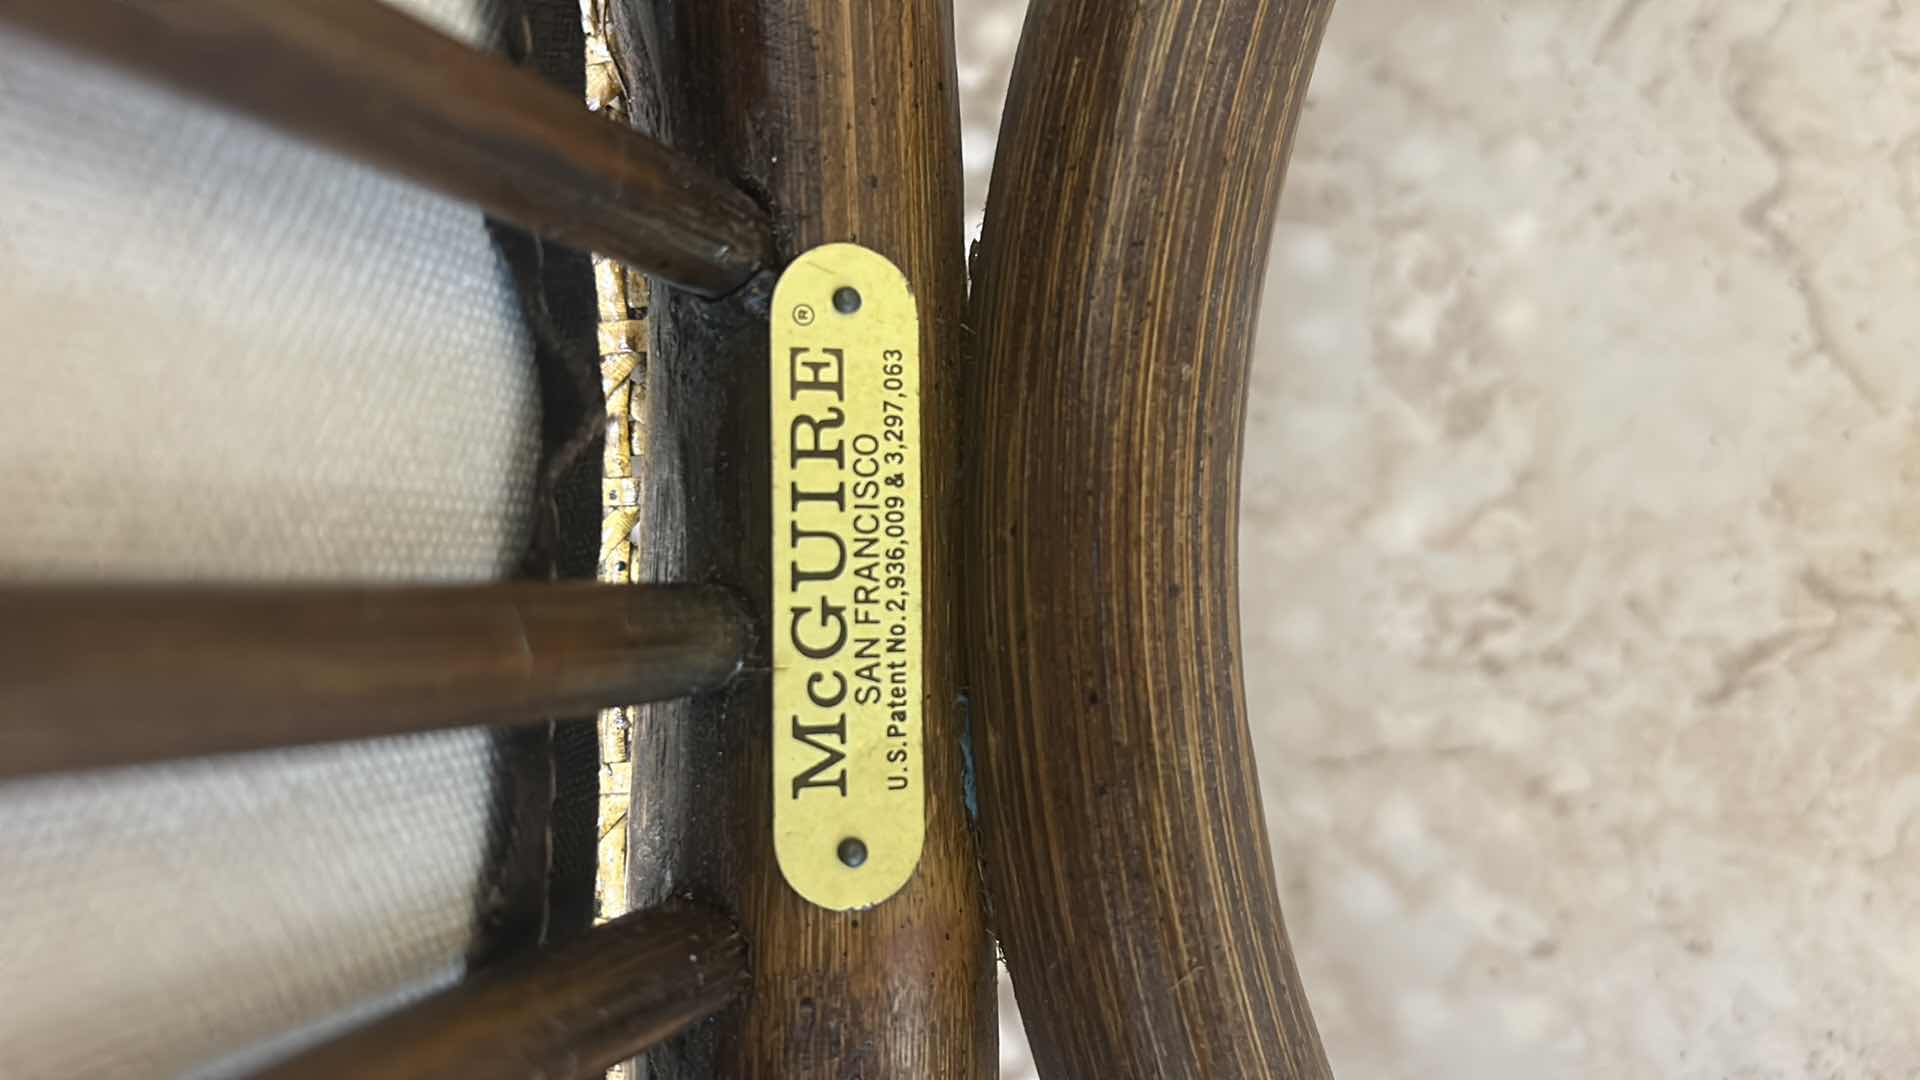 McGUIRE®
SAN FRANCISCO
U.S. Patent No. 2,936,009 & 3,297,063